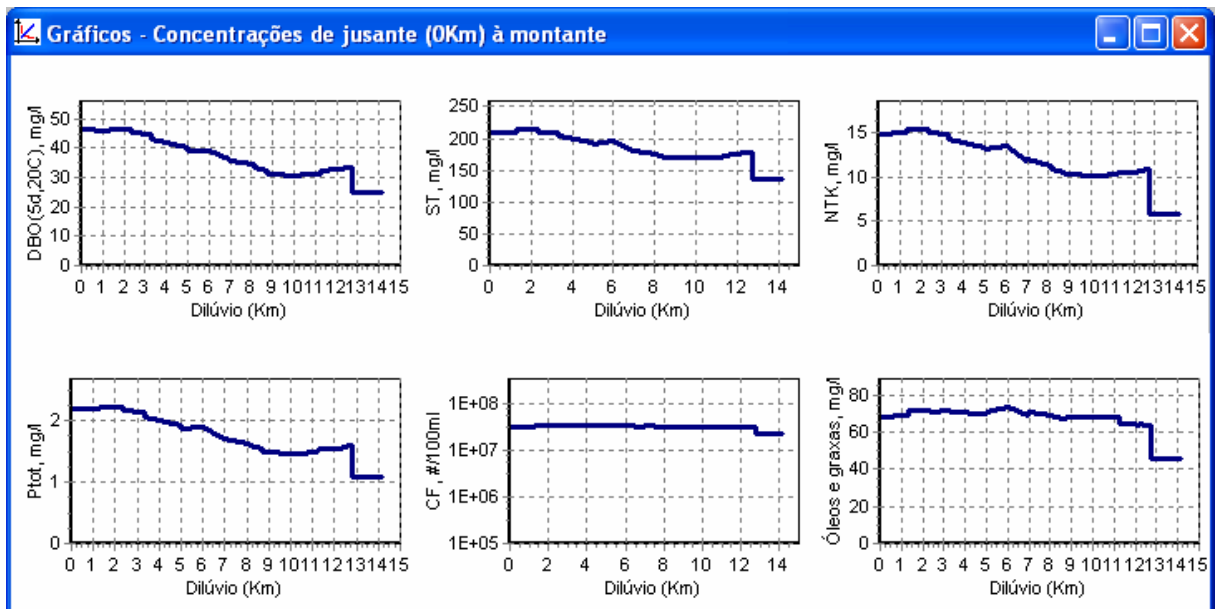 Gráficos - Concentrações de jusante (0Km) à montante
DBO(5d,20C), mg/l
50
40
30
20
10
0
0 1 2 3 4 5 6 7 8 9 10 11 12 13 14 15
Dilúvio (Km)
ST, mg/l
250
200
150
100
50
0
0 2 4 6 8 10 12 14
Dilúvio (Km)
NTK, mg/l
15
10
5
0
0 1 2 3 4 5 6 7 8 9 10 11 12 13 14 15
Dilúvio (Km)
Ptot, mg/l
2
1
0
0 1 2 3 4 5 6 7 8 9 10 11 12 13 14 15
Dilúvio (Km)
CF, #/100ml
1E+08
1E+07
1E+06
1E+05
0 2 4 6 8 10 12 14
Dilúvio (Km)
Óleos e graxas, mg/l
80
60
40
20
0
0 1 2 3 4 5 6 7 8 9 10 11 12 13 14 15
Dilúvio (Km)